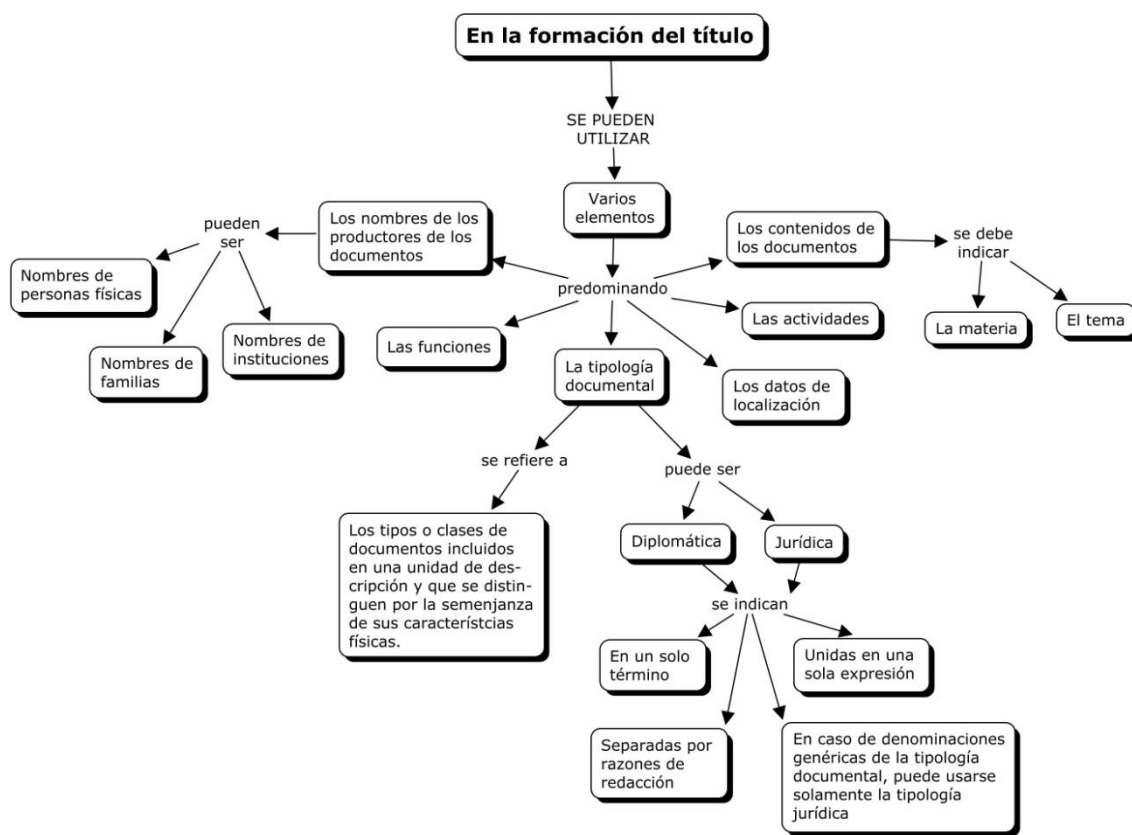 En la formación del título
SE PUEDEN
UTILIZAR
Varios
elementos
predominando
Los nombres de los
productores de los
documentos
pueden
ser
Nombres de
personas físicas
Nombres de
familias
Nombres de
instituciones
Las funciones
Los contenidos de
los documentos
se debe
indicar
La materia
El tema
Las actividades
Los datos de
localización
La tipología
documental
se refiere a
Los tipos o clases de
documentos incluidos
en una unidad de des-
cripción y que se distin-
guen por la semenjanza
de sus característcias
físicas.
puede ser
Diplomática
Jurídica
se indican
En un solo
término
Unidas en una
sola expresión
Separadas por
razones de
redacción
En caso de denominaciones
genéricas de la tipología
documental, puede usarse
solamente la tipología
jurídica